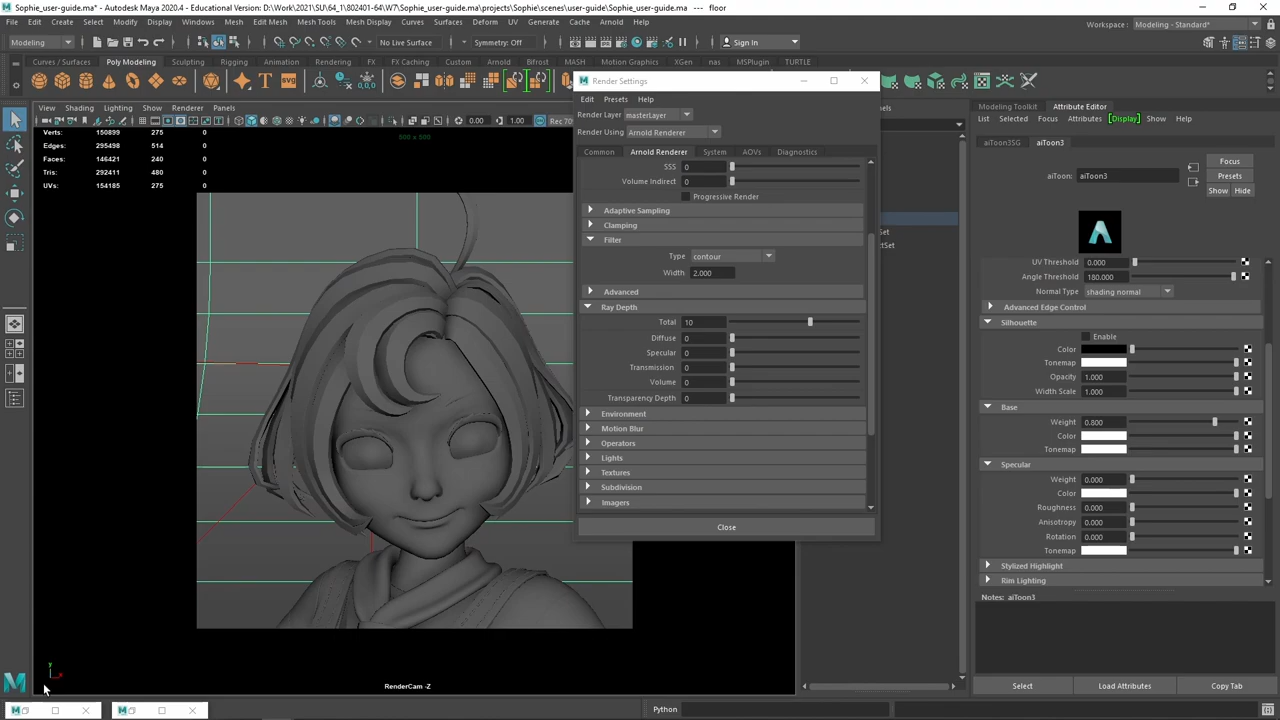 Sophie_user-guide.ma* - Autodesk Maya 2020.4 - Educational Version: D:\Work\2021\SU\64_1\802401-64\W7\Sophie_user-guide.ma\projects\Sophie\scenes\user-guide\Sophie_user-guide.ma --- floor
File Edit Create Select Modify Display Windows Mesh Edit Mesh Mesh Tools Mesh Display Curves Surfaces Deform UV Generate Cache Arnold Help
Workspace : Modeling - Standard*
Modeling No Live Surface Symmetry: Off Sign In
Curves / Surfaces Poly Modeling Sculpting Rigging Animation Rendering FX FX Caching Custom Arnold Bifrost MASH Motion Graphics XGen nas MSPlugin TURTLE
Render Settings
Edit Presets Help
Render Layer masterLayer
Render Using Arnold Renderer
Common Arnold Renderer System AOVs Diagnostics
SSS 0
Volume Indirect 0
Progressive Render
Adaptive Sampling
Clamping
Filter
Type contour
Width 2.000
Advanced
Ray Depth
Total 10
Diffuse 0
Specular 0
Transmission 0
Volume 0
Transparency Depth 0
Environment
Motion Blur
Operators
Lights
Textures
Subdivision
Imagers
Close
View Shading Lighting Show Renderer Panels
0.00 1.00 Rec 70
Verts: 150899 275 0
Edges: 295498 514 0
Faces: 146421 240 0
Tris: 292411 480 0
UVs: 154185 275 0
RenderCam -Z
y
x
els
Set
ctSet
Modeling Toolkit Attribute Editor
List Selected Focus Attributes [Display] Show Help
aiToon3SG aiToon3
aiToon: aiToon3
Focus
Presets
Show Hide
UV Threshold 0.000
Angle Threshold 180.000
Normal Type shading normal
Advanced Edge Control
Silhouette
Enable
Color
Tonemap
Opacity 1.000
Width Scale 1.000
Base
Weight 0.800
Color
Tonemap
Specular
Weight 0.000
Color
Roughness 0.000
Anisotropy 0.000
Rotation 0.000
Tonemap
Stylized Highlight
Rim Lighting
Notes: aiToon3
Select Load Attributes Copy Tab
Python